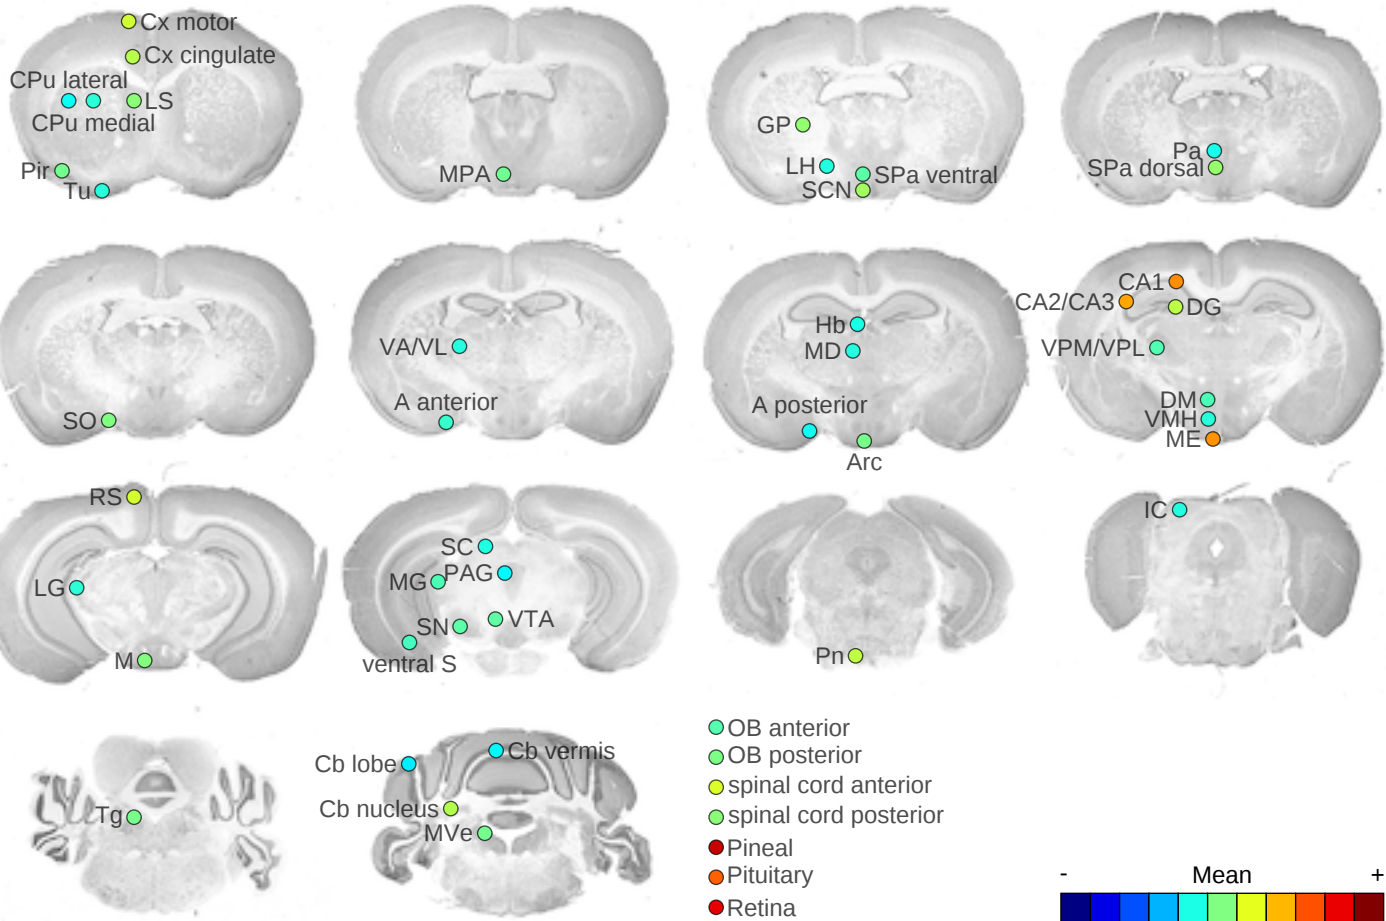 Cx motor
Cx cingulate
CPu lateral
LS
CPu medial
Pir
Tu
MPA
GP
LH
SPa ventral
SCN
Pa
SPa dorsal
SO
VA/VL
A anterior
Hb
MD
A posterior
Arc
CA1
CA2/CA3
DG
VPM/VPL
DM
VMH
ME
RS
LG
M
SC
PAG
MG
SN
VTA
ventral S
Pn
IC
Tg
Cb lobe
Cb vermis
Cb nucleus
MVe
OB anterior
OB posterior
spinal cord anterior
spinal cord posterior
Pineal
Pituitary
Retina
- Mean +